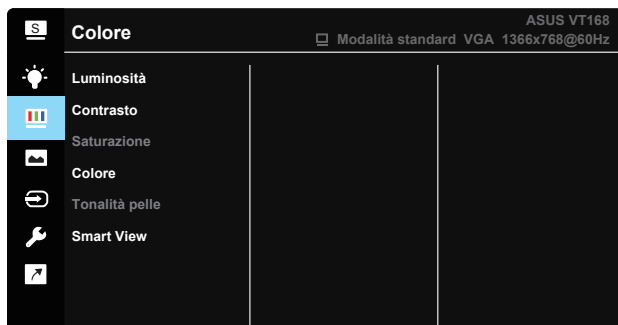 S
Colore
ASUS VT168
Modalità standard VGA 1366x768@60Hz
Luminosità
Contrasto
Saturazione
Colore
Tonalità pelle
Smart View